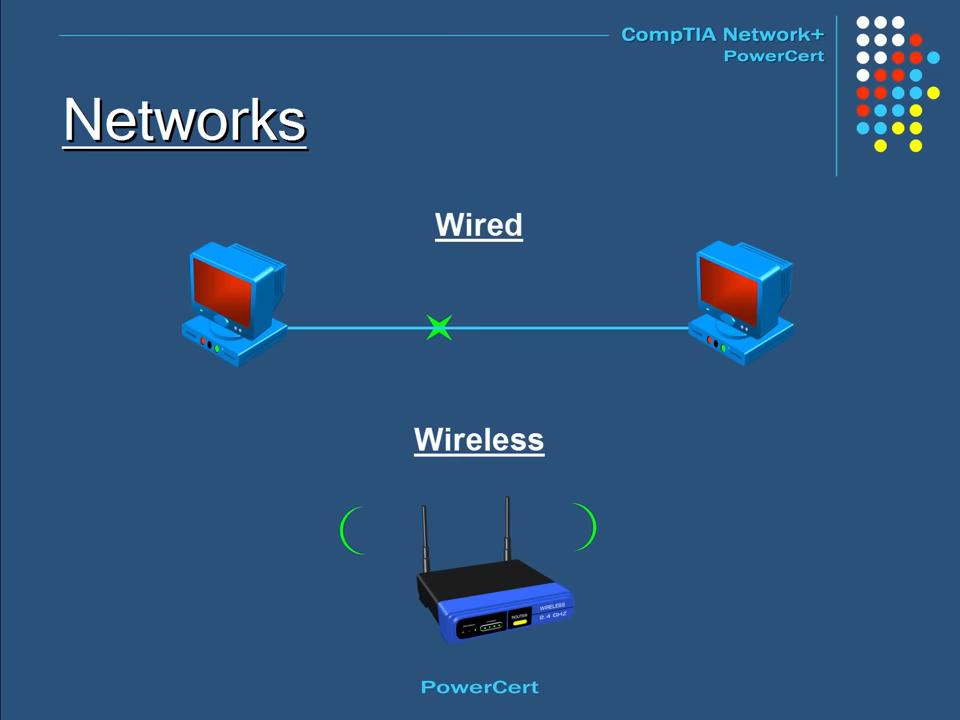 CompTIA Network+
PowerCert
Networks
Wired
Wireless
WIRELESS
ROUTER
2.4 GHZ
PowerCert